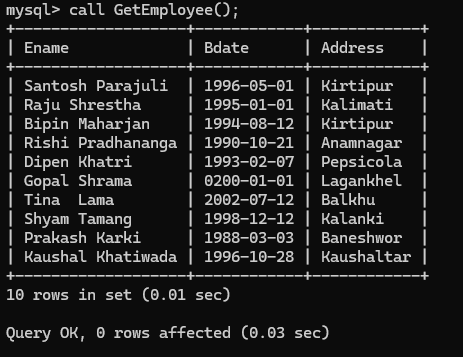 mysql> call GetEmployee();
+------------------+------------+------------+
| Ename            | Bdate      | Address    |
+------------------+------------+------------+
| Santosh Parajuli | 1996-05-01 | Kirtipur   |
| Raju Shrestha    | 1995-01-01 | Kalimati   |
| Bipin Maharjan   | 1994-08-12 | Kirtipur   |
| Rishi Pradhananga | 1990-10-21 | Anamnagar  |
| Dipen Khatri     | 1993-02-07 | Pepsicola  |
| Gopal Shrama     | 0200-01-01 | Lagankhel  |
| Tina  Lama       | 2002-07-12 | Balkhu     |
| Shyam Tamang     | 1998-12-12 | Kalanki    |
| Prakash Karki    | 1988-03-03 | Baneshwor  |
| Kaushal Khatiwada | 1996-10-28 | Kaushaltar |
+------------------+------------+------------+
10 rows in set (0.01 sec)
Query OK, 0 rows affected (0.03 sec)